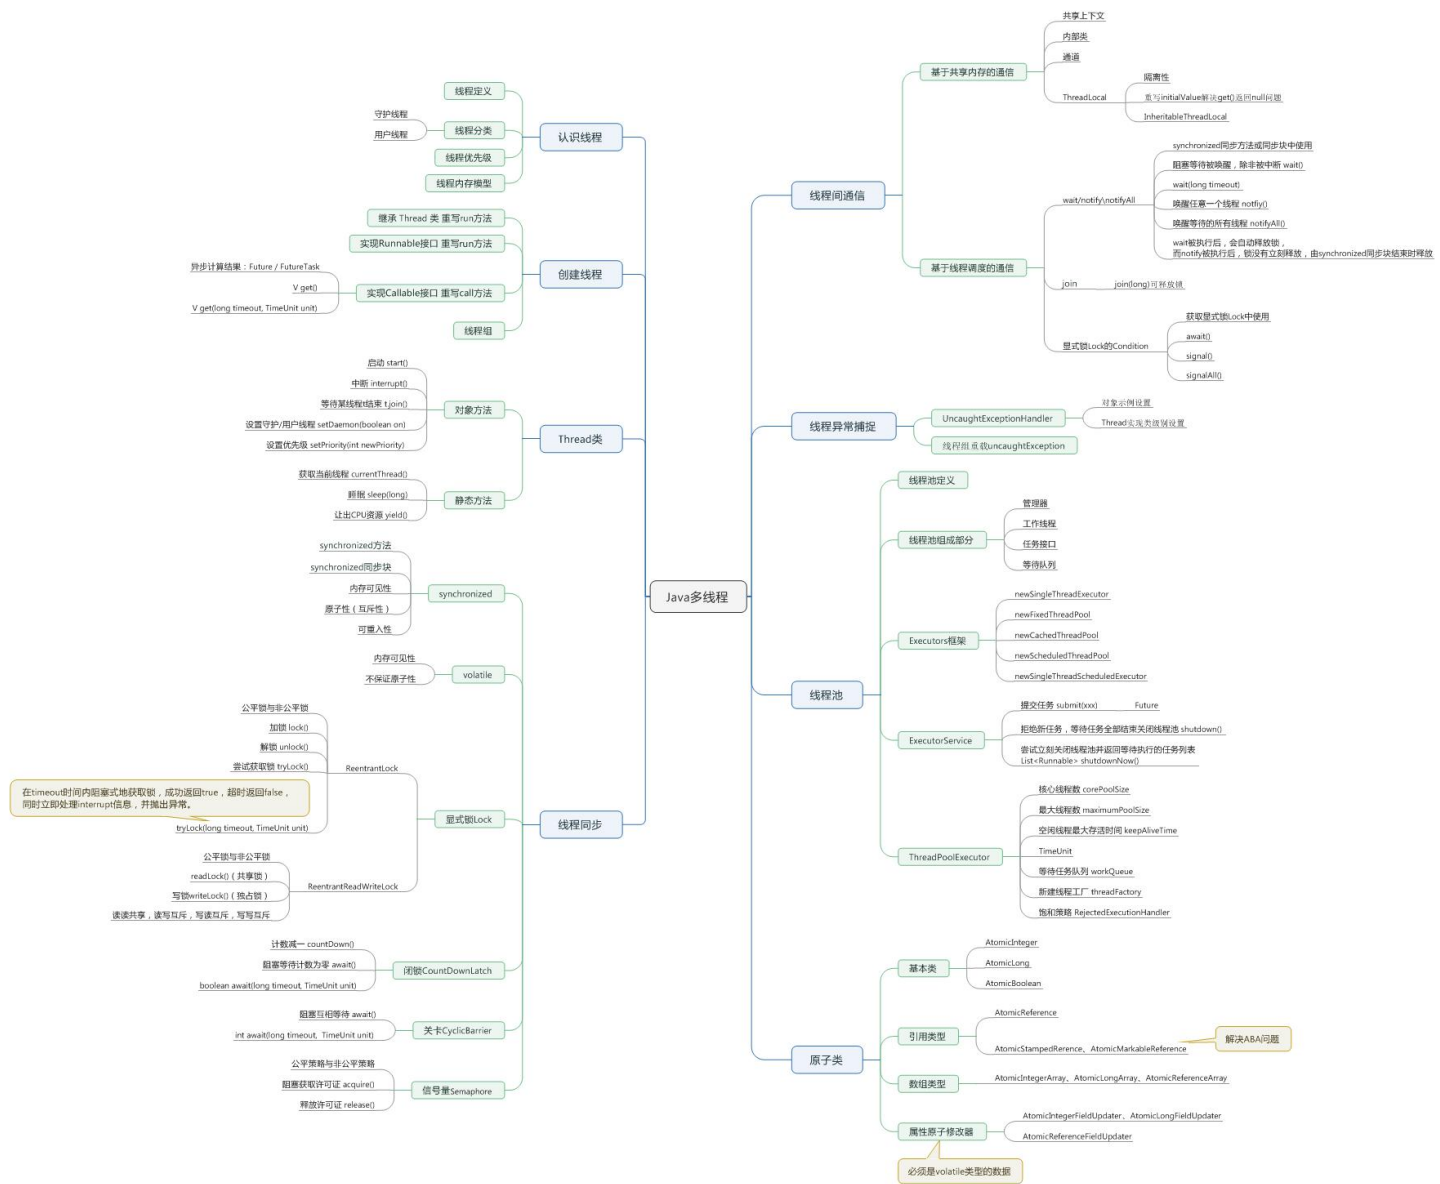 Java多线程
认识线程
线程定义
线程分类
守护线程
用户线程
线程优先级
线程内存模型
创建线程
继承 Thread 类 重写run方法
实现Runnable接口 重写run方法
实现Callable接口 重写call方法
异步计算结果：Future / FutureTask
V get()
V get(long timeout, TimeUnit unit)
线程组
Thread类
对象方法
启动 start()
中断 interrupt()
等待某线程t结束 t.join()
设置守护/用户线程 setDaemon(boolean on)
设置优先级 setPriority(int newPriority)
静态方法
获取当前线程 currentThread()
睡眠 sleep(long)
让出CPU资源 yield()
线程同步
synchronized
synchronized方法
synchronized同步块
内存可见性
原子性（互斥性）
可重入性
volatile
内存可见性
不保证原子性
显式锁Lock
ReentrantLock
公平锁与非公平锁
加锁 lock()
解锁 unlock()
尝试获取锁 tryLock()
tryLock(long timeout, TimeUnit unit)
在timeout时间内阻塞式地获取锁，成功返回true，超时返回false，
同时立即处理interrupt信息，并抛出异常。
ReentrantReadWriteLock
公平锁与非公平锁
readLock()（共享锁）
写锁writeLock()（独占锁）
读读共享，读写互斥，写读互斥，写写互斥
闭锁CountDownLatch
计数减一 countDown()
阻塞等待计数为零 await()
boolean await(long timeout, TimeUnit unit)
关卡CyclicBarrier
阻塞互相等待 await()
int await(long timeout, TimeUnit unit)
信号量Semaphore
公平策略与非公平策略
阻塞获取许可证 acquire()
释放许可证 release()
线程间通信
基于共享内存的通信
共享上下文
内部类
通道
ThreadLocal
隔离性
重写initialValue解决get()返回null问题
InheritableThreadLocal
基于线程调度的通信
wait/notify\notifyAll
synchronized同步方法或同步块中使用
阻塞等待被唤醒，除非被中断 wait()
wait(long timeout)
唤醒任意一个线程 notfiy()
唤醒等待的所有线程 notifyAll()
wait被执行后，会自动释放锁，
而notify被执行后，锁没有立刻释放，由synchronized同步块结束时释放
join
join(long)可释放锁
显式锁Lock的Condition
获取显式锁Lock中使用
await()
signal()
signalAll()
线程异常捕捉
UncaughtExceptionHandler
对象示例设置
Thread实现类级别设置
线程组重载uncaughtException
线程池
线程池定义
线程池组成部分
管理器
工作线程
任务接口
等待队列
Executors框架
newSingleThreadExecutor
newFixedThreadPool
newCachedThreadPool
newScheduledThreadPool
newSingleThreadScheduledExecutor
ExecutorService
提交任务 submit(xxx)
Future
拒绝新任务，等待任务全部结束关闭线程池 shutdown()
尝试立刻关闭线程池并返回等待执行的任务列表
List<Runnable> shutdownNow()
ThreadPoolExecutor
核心线程数 corePoolSize
最大线程数 maximumPoolSize
空闲线程最大存活时间 keepAliveTime
TimeUnit
等待任务队列 workQueue
新建线程工厂 threadFactory
饱和策略 RejectedExecutionHandler
原子类
基本类
AtomicInteger
AtomicLong
AtomicBoolean
引用类型
AtomicReference
AtomicStampedRerence、AtomicMarkableReference
解决ABA问题
数组类型
AtomicIntegerArray、AtomicLongArray、AtomicReferenceArray
属性原子修改器
AtomicIntegerFieldUpdater、AtomicLongFieldUpdater
AtomicReferenceFieldUpdater
必须是volatile类型的数据